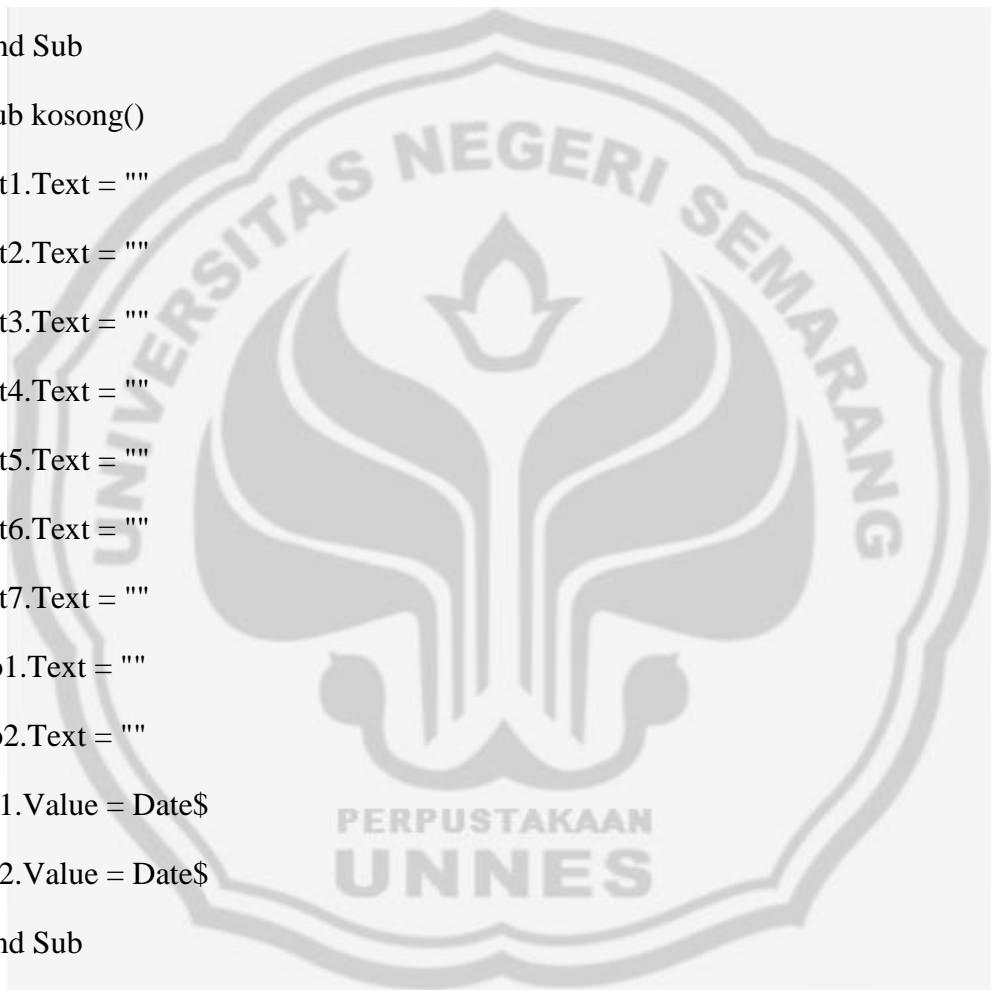 nd Sub
ub kosong()
t1.Text = ""
t2.Text = ""
t3.Text = ""
t4.Text = ""
t5.Text = ""
t6.Text = ""
t7.Text = ""
o1.Text = ""
o2.Text = ""
1.Value = Date$
2.Value = Date$
nd Sub
UNIVERSITAS NEGERI SEMARANG
PERPUSTAKAAN
UNNES